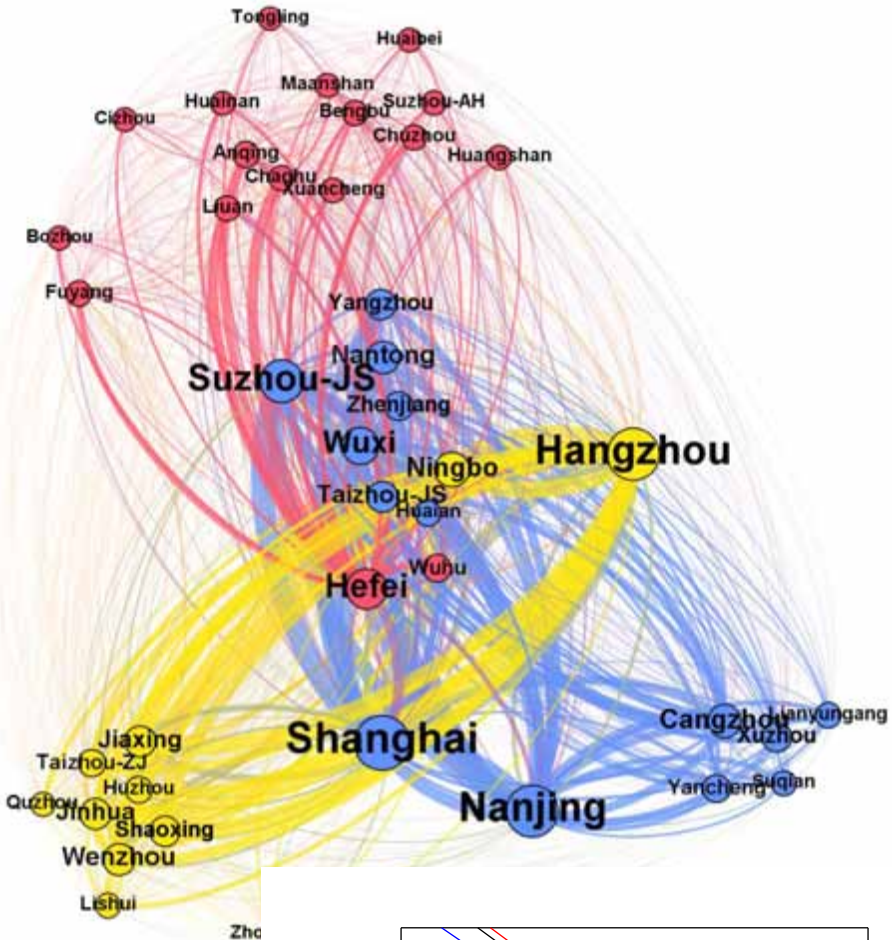 Tongling
Huaibei
Maanshan
Huainan
Suzhou-AH
Bengbu
Cizhou
Chuzhou
Anqing
Huangshan
Chaohu
Xuancheng
Liuan
Bozhou
Fuyang
Yangzhou
Nantong
Suzhou-JS
Zhenjiang
Wuxi
Hangzhou
Ningbo
Taizhou-JS
Huaian
Wuhu
Hefei
Shanghai
Cangzhou
Lianyungang
Xuzhou
Jiaxing
Taizhou-ZJ
Suqian
Yancheng
Huzhou
Quzhou
Jinhua
Nanjing
Shaoxing
Wenzhou
Lishui
Zho